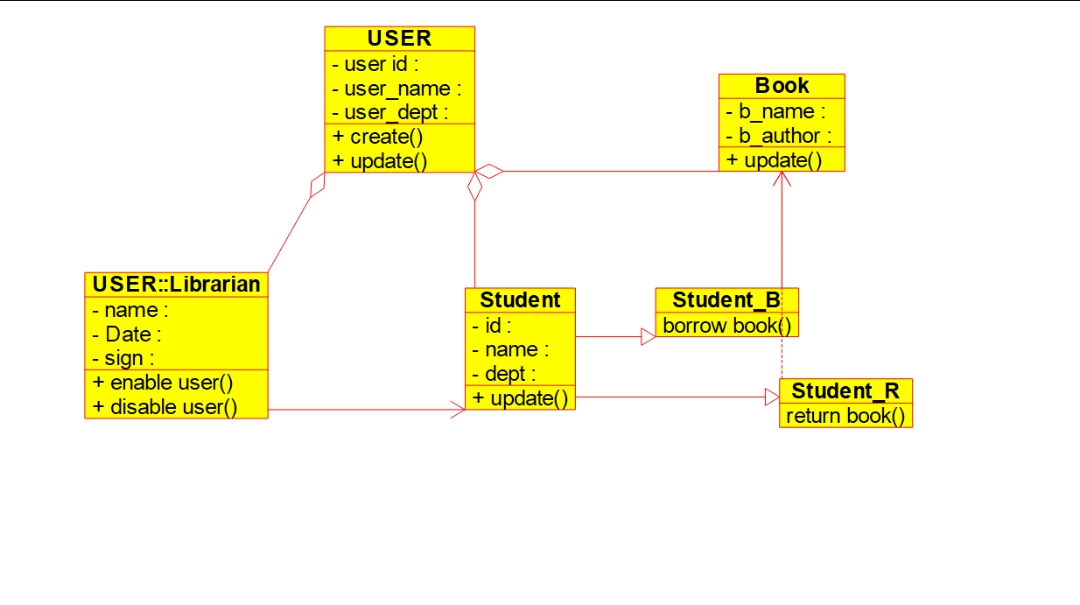 USER
- user id :
- user_name :
- user_dept :
+ create()
+ update()
Book
- b_name :
- b_author :
+ update()
USER::Librarian
- name :
- Date :
- sign :
+ enable user()
+ disable user()
Student
- id :
- name :
- dept :
+ update()
Student_B
borrow book()
Student_R
return book()